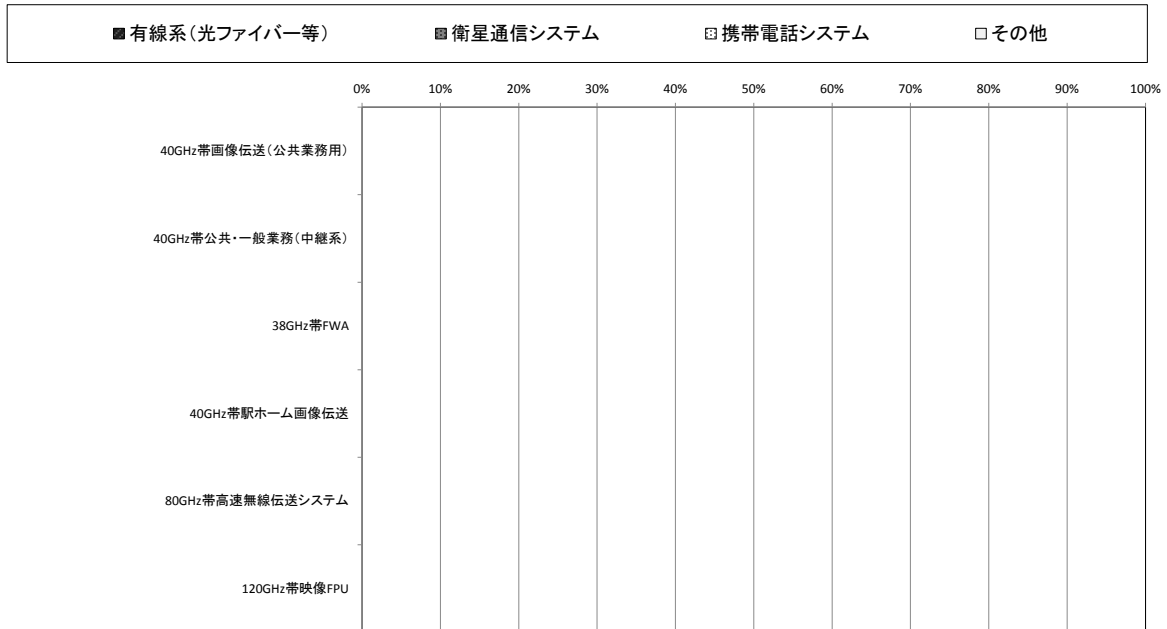 有線系(光ファイバー等) 衛星通信システム 携帯電話システム その他
0% 10% 20% 30% 40% 50% 60% 70% 80% 90% 100%
40GHz帯画像伝送(公共業務用)
40GHz帯公共・一般業務(中継系)
38GHz帯FWA
40GHz帯駅ホーム画像伝送
80GHz帯高速無線伝送システム
120GHz帯映像FPU